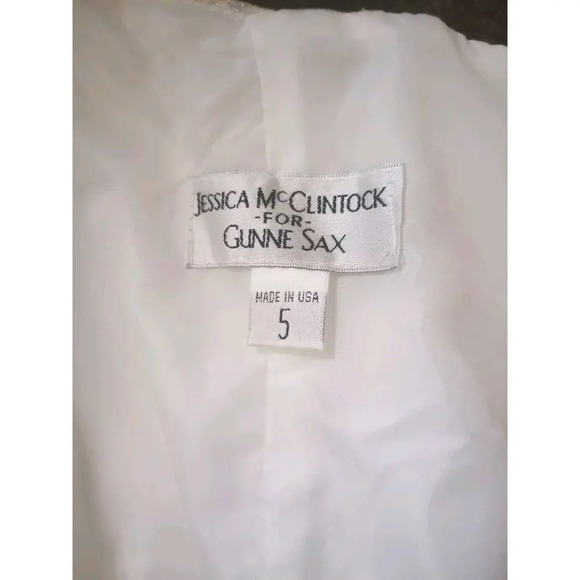 JESSICA MCCLINTOCK
-FOR-
GUNNE SAX
MADE IN USA
5